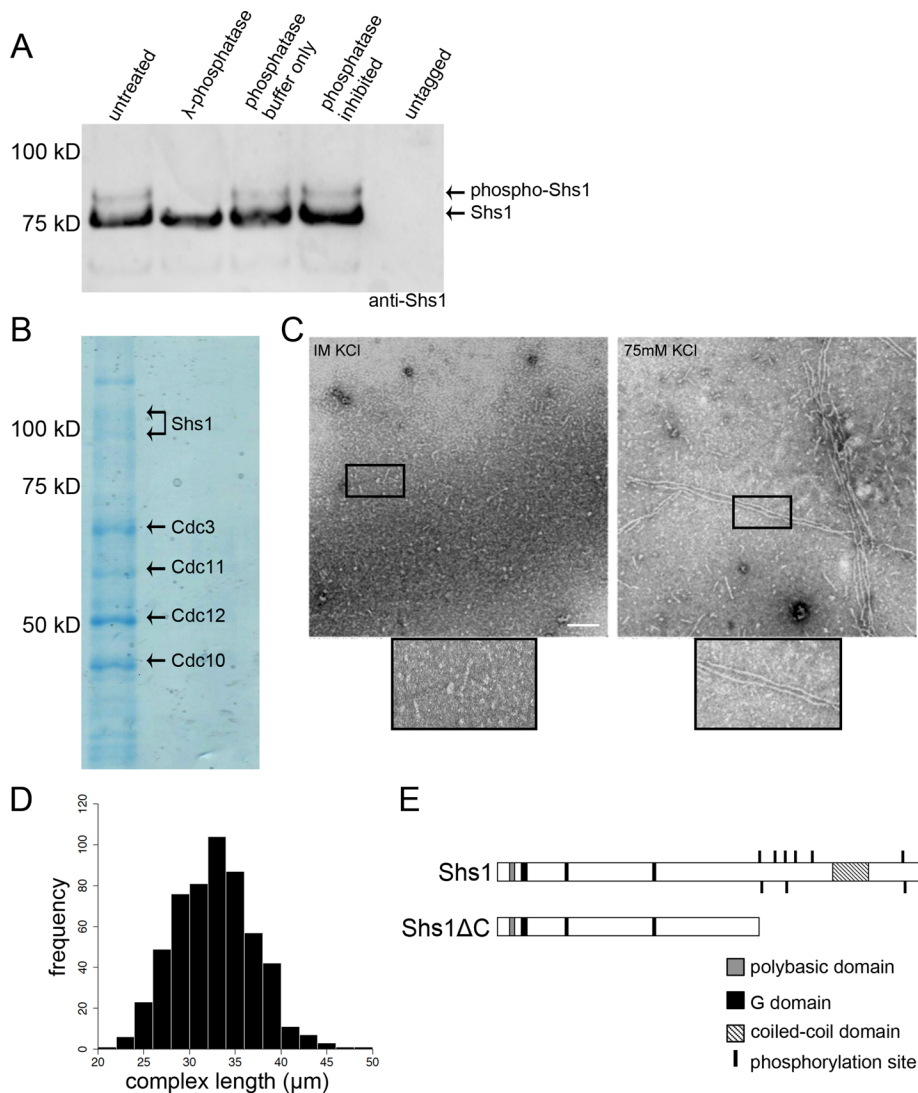 A
untreated
λ-phosphatase
phosphatase
buffer only
phosphatase
inhibited
untagged
100 kD
75 kD
phospho-Shs1
Shs1
anti-Shs1
B
100 kD
75 kD
50 kD
Shs1
Cdc3
Cdc11
Cdc12
Cdc10
C
IM KCl
75mM KCl
D
frequency
120
100
80
60
40
20
0
20 25 30 35 40 45 50
complex length (μm)
E
Shs1
Shs1ΔC
polybasic domain
G domain
coiled-coil domain
phosphorylation site